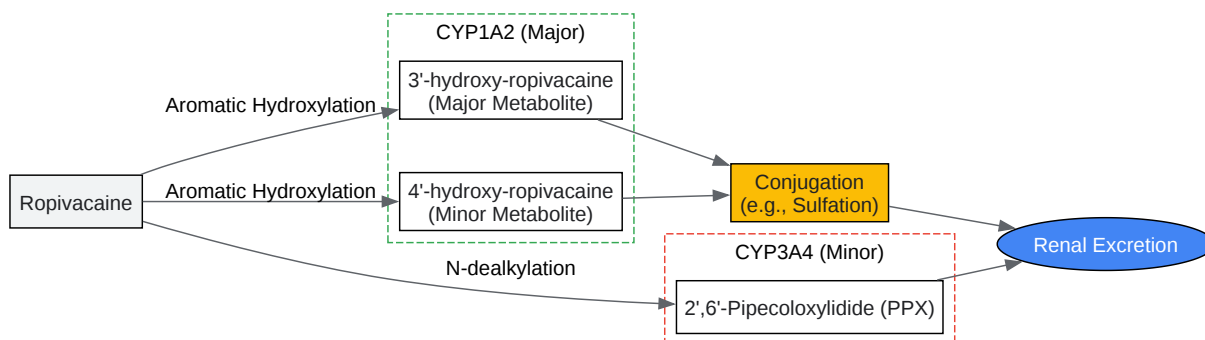 CYP1A2 (Major)
3'-hydroxy-ropivacaine
(Major Metabolite)
Aromatic Hydroxylation
Ropivacaine
Aromatic Hydroxylation
4'-hydroxy-ropivacaine
(Minor Metabolite)
Conjugation
(e.g., Sulfation)
Renal Excretion
N-dealkylation
CYP3A4 (Minor)
2',6'-Pipecoloxylidide (PPX)